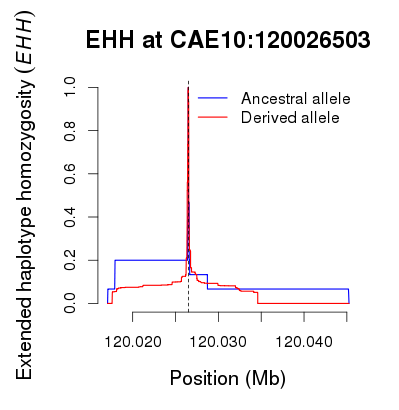 EHH at CAE10:120026503
Extended haplotype homozygosity (EHH)
1.0
0.8
0.6
0.4
0.2
0.0
Ancestral allele
Derived allele
120.020 120.030 120.040
Position (Mb)